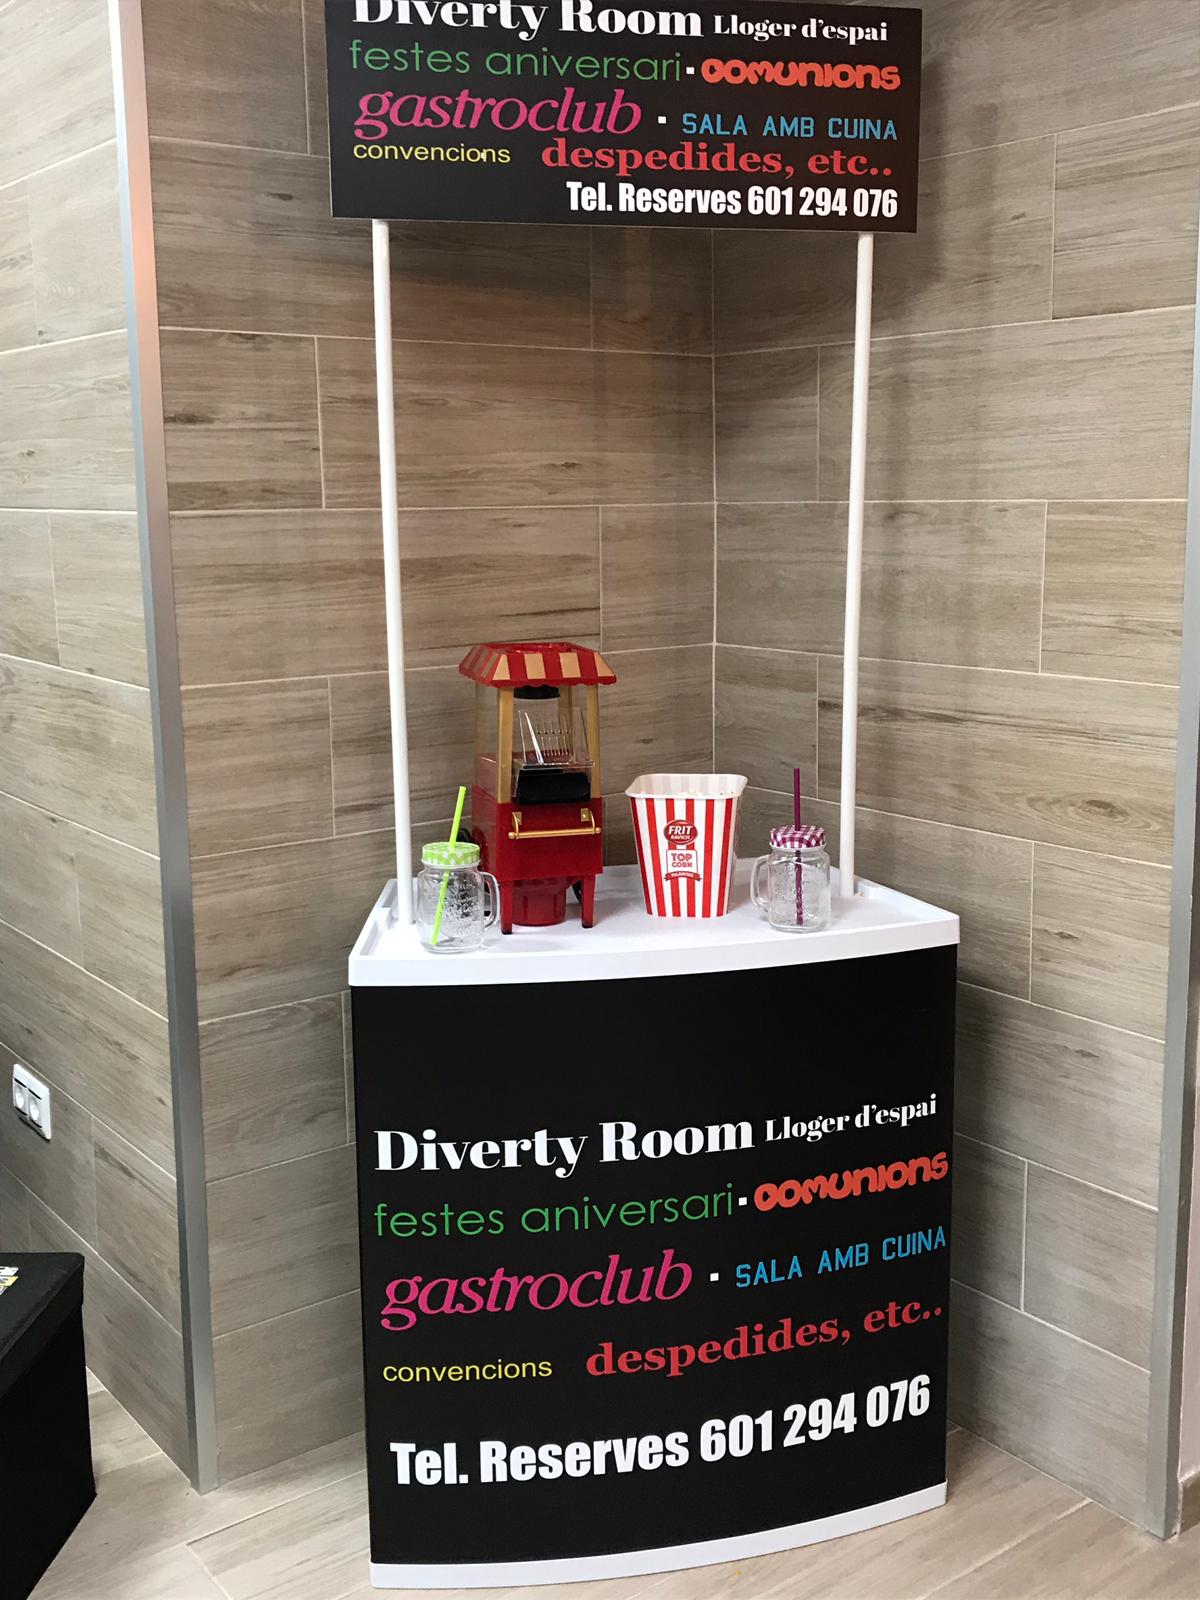 Diverty Room Lloger d'espai
festes aniversari · comunions
gastroclub · SALA AMB CUINA
convencions despedides, etc..
Tel. Reserves 601 294 076
FRIT
RAVICH
TOP
CORN
PALOMITAS
Diverty Room Lloger d'espai
festes aniversari · comunions
gastroclub · SALA AMB CUINA
convencions despedides, etc..
Tel. Reserves 601 294 076